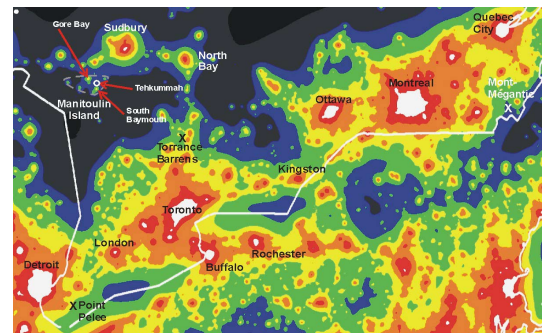 Gore Bay
Sudbury
Quebec
City
North
Bay
Tehkummah
Manitoulin
Island
South
Baymouth
Ottawa
Montreal
Mont-
Mégantic
X
X
Torrance
Barrens
Kingston
Toronto
London
Rochester
Buffalo
Detroit
X Point
Pelee